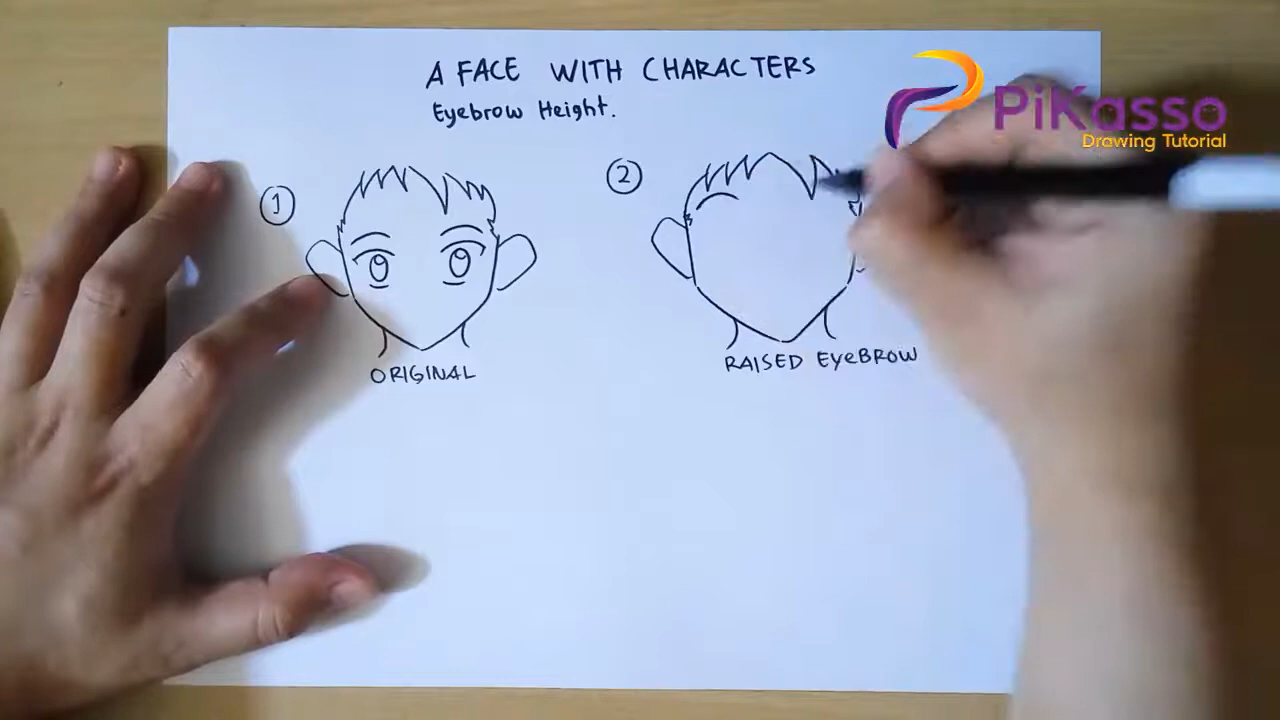 A FACE WITH CHARACTERS
Eyebrow Height.
PiKasso
Drawing Tutorial
1
2
ORIGINAL
RAISED EyeBROW